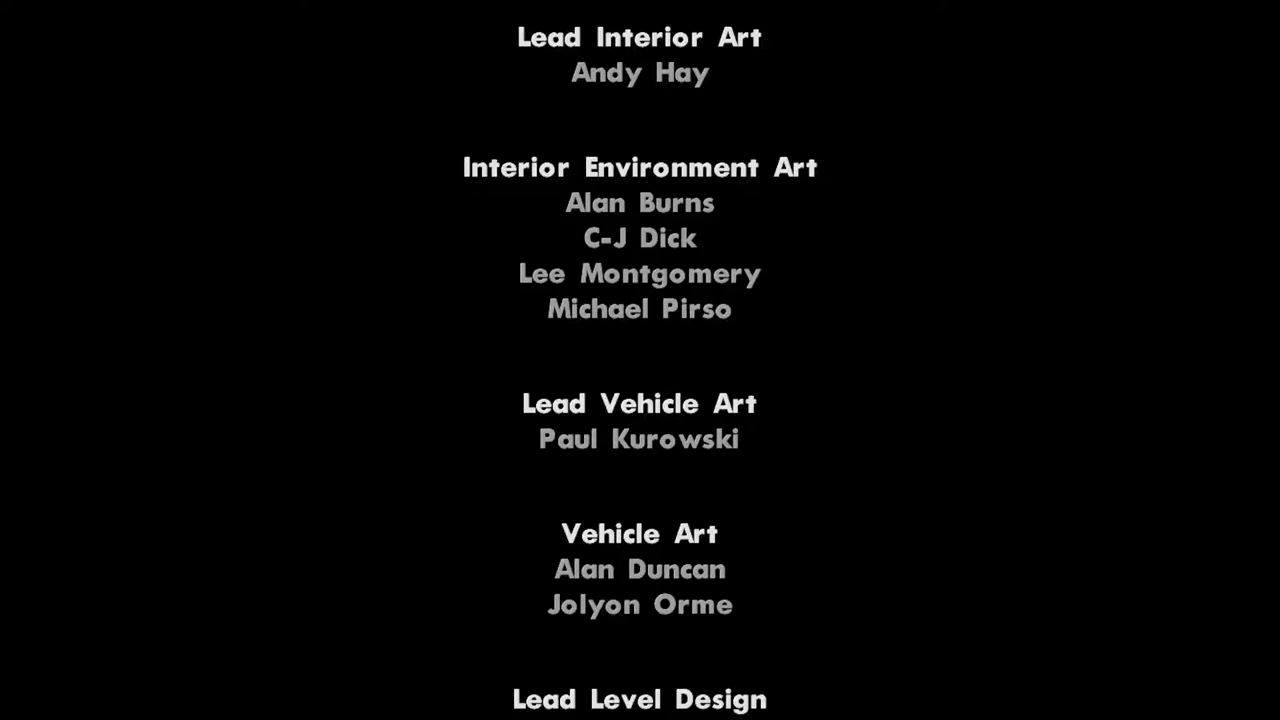 Lead Interior Art
Andy Hay
Interior Environment Art
Alan Burns
C-J Dick
Lee Montgomery
Michael Pirso
Lead Vehicle Art
Paul Kurowski
Vehicle Art
Alan Duncan
Jolyon Orme
Lead Level Design